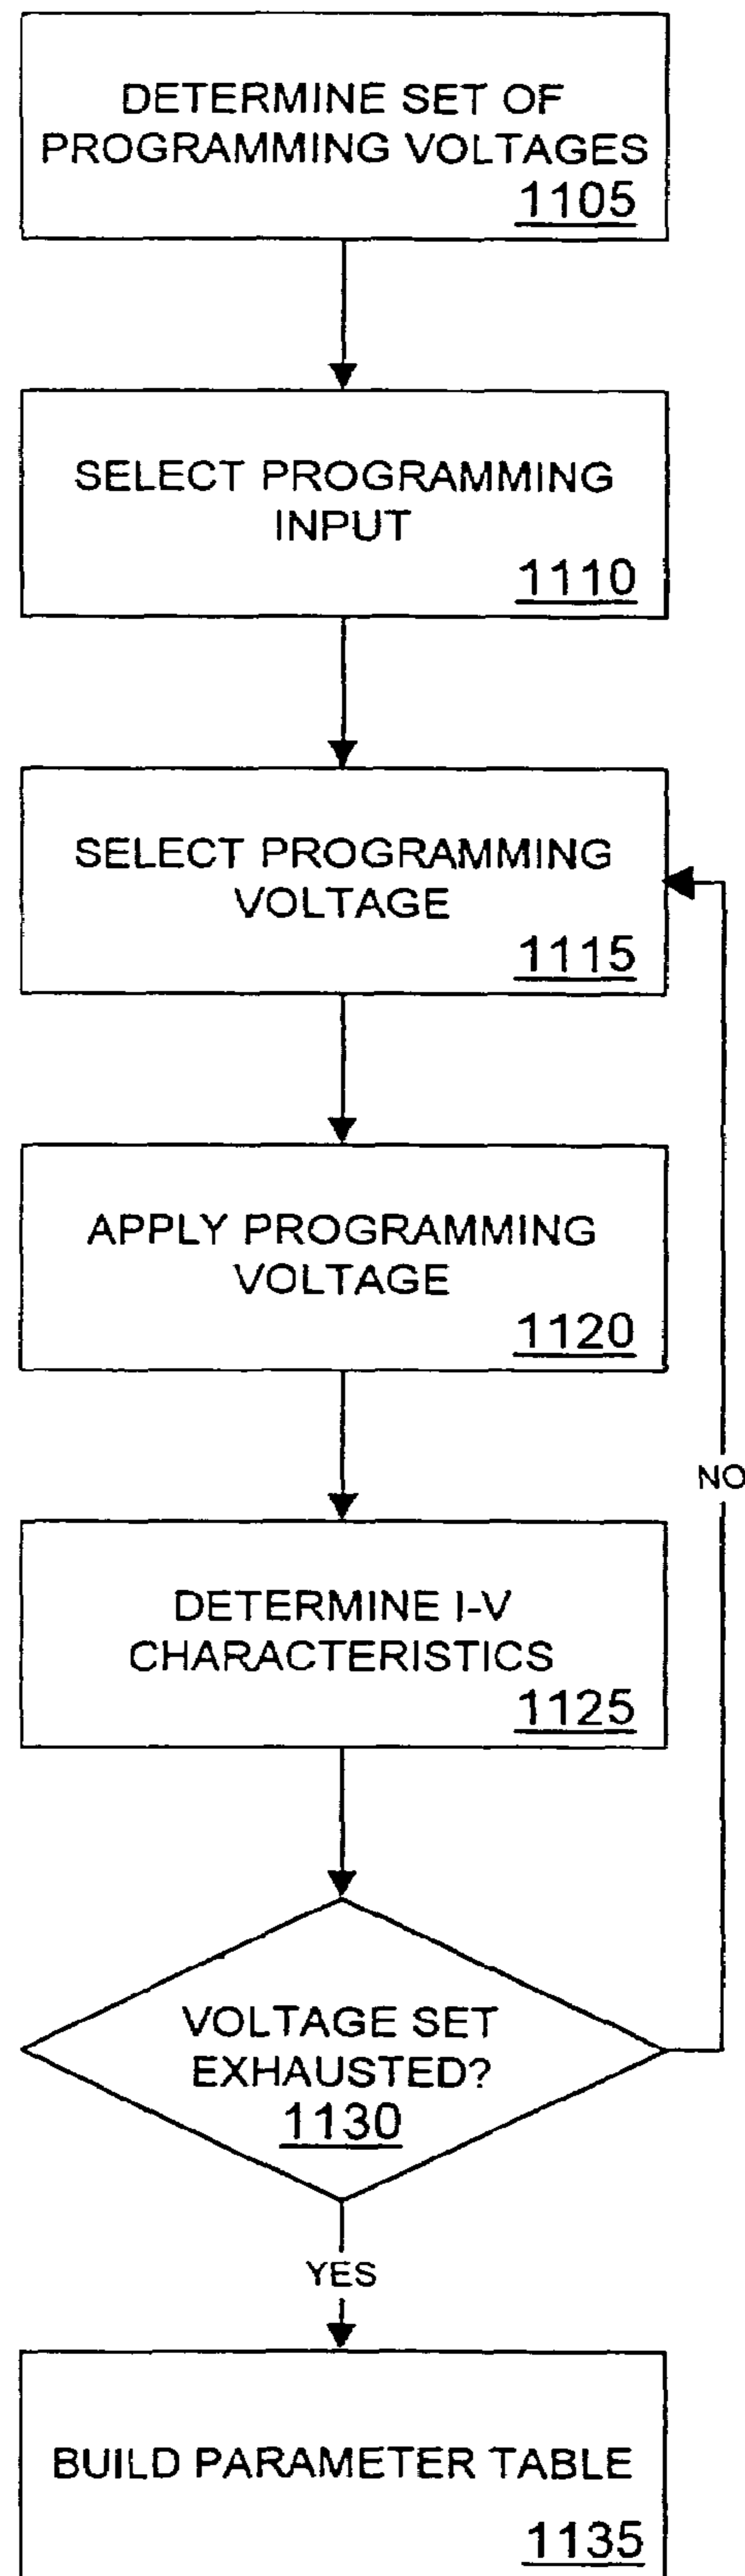 DETERMINE SET OF
PROGRAMMING VOLTAGES
1105
SELECT PROGRAMMING
INPUT
1110
SELECT PROGRAMMING
VOLTAGE
1115
APPLY PROGRAMMING
VOLTAGE
1120
DETERMINE I-V
CHARACTERISTICS
1125
NO
VOLTAGE SET
EXHAUSTED?
1130
YES
BUILD PARAMETER TABLE
1135